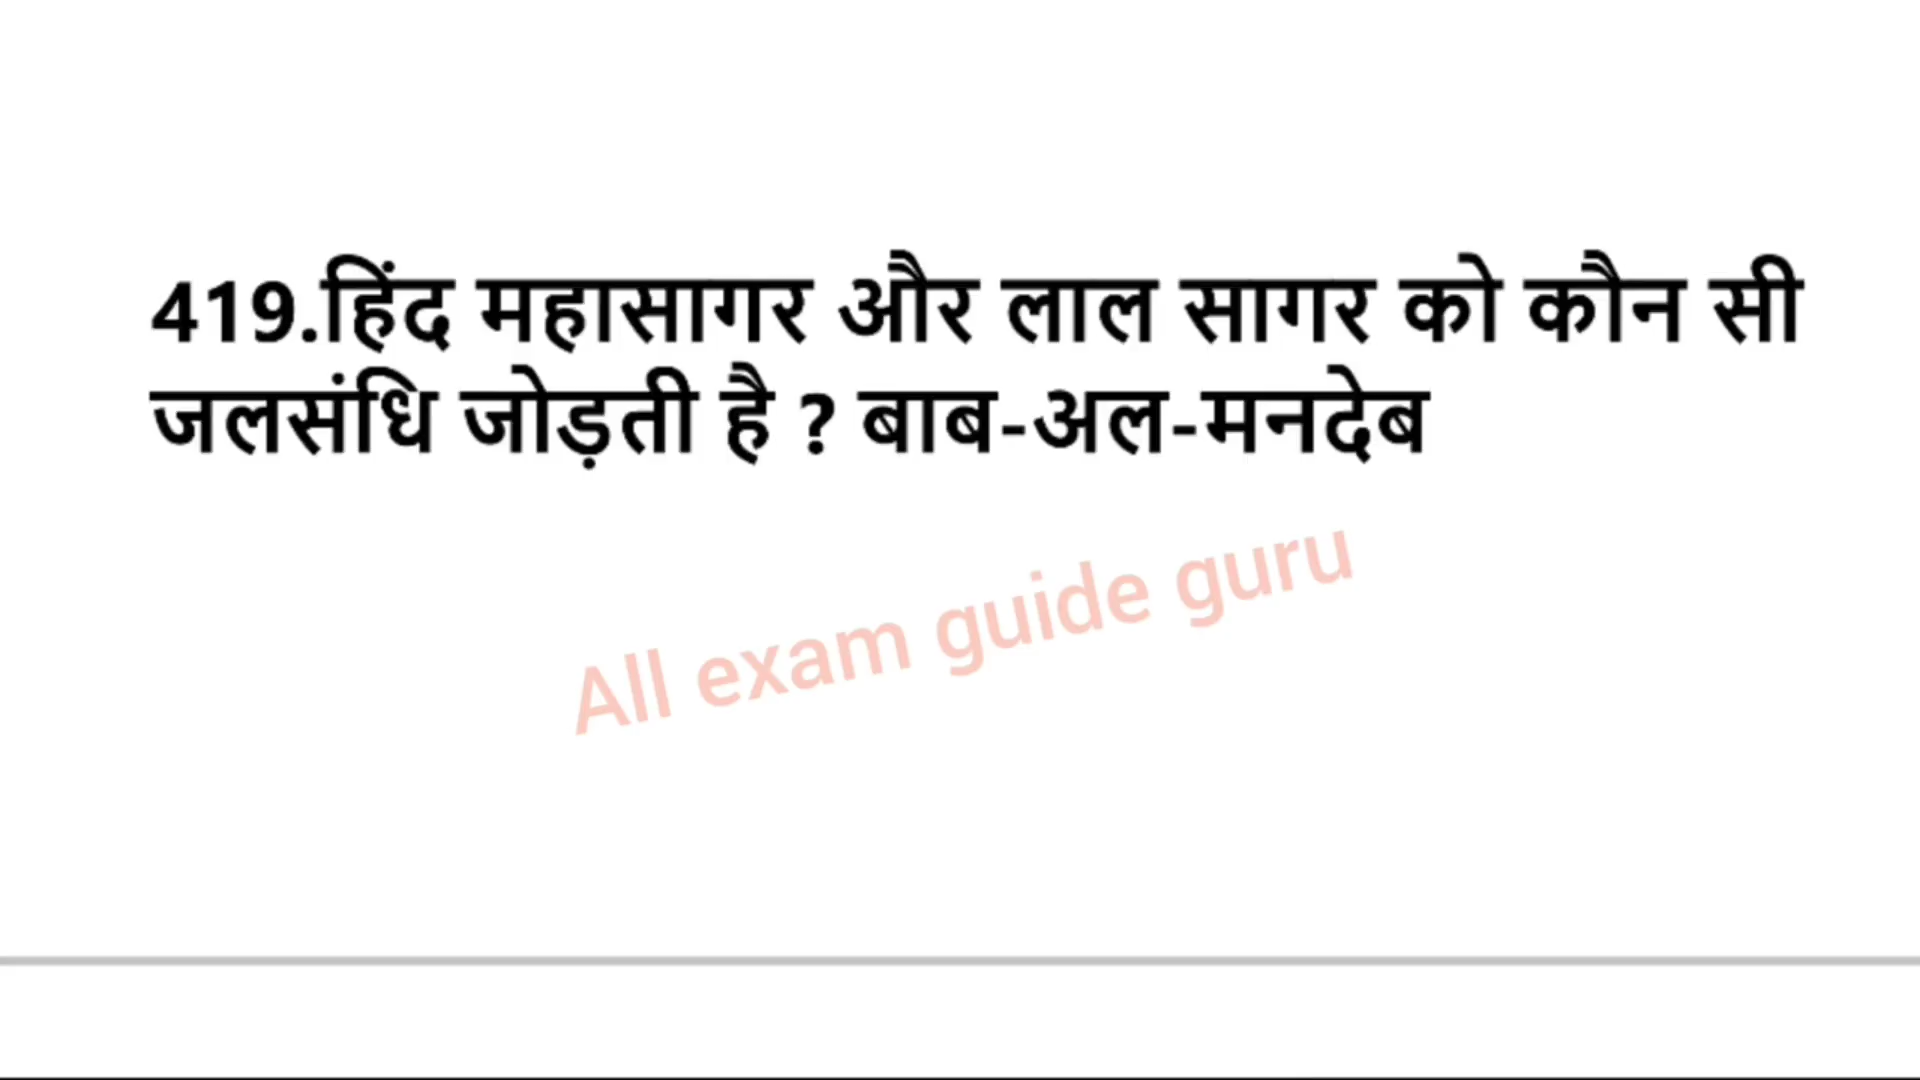 419.हिंद महासागर और लाल सागर को कौन सी
जलसंधि जोड़ती है ? बाब-अल-मनदेब
All exam guide guru